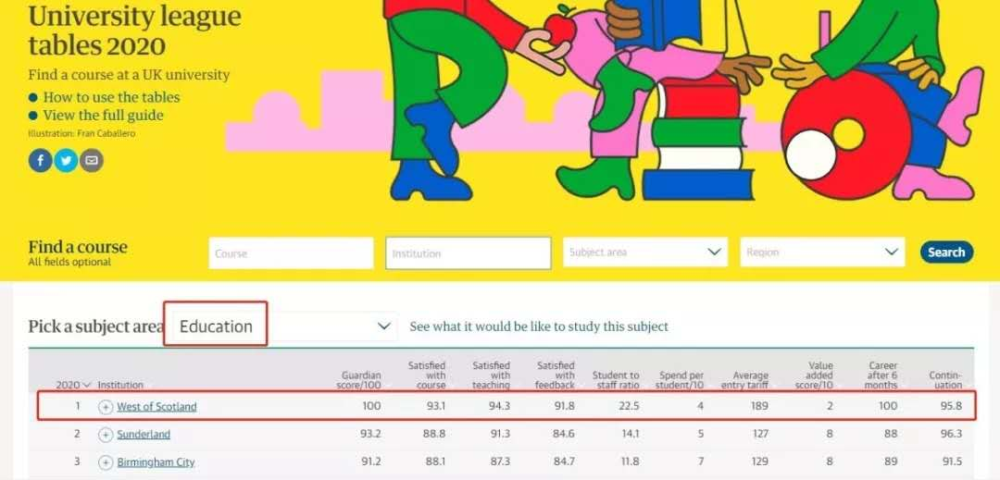 University league
tables 2020
Find a course at a UK university
How to use the tables
View the full guide
Illustration: Fran Caballero
f
Find a course
All fields optional
Course
Institution
Subject area
Region
Search
Pick a subject area
Education
See what it would be like to study this subject
2020 Institution Guardian score/100 Satisfied with course Satisfied with teaching Satisfied with feedback Student to staff ratio Spend per student/10 Average entry tariff Value added score/10 Career after 6 months Contin-uation
1 West of Scotland 100 93.1 94.3 91.8 22.5 4 189 2 100 95.8
2 Sunderland 93.2 88.8 91.3 84.6 14.1 5 127 8 88 96.3
3 Birmingham City 91.2 88.1 87.3 84.7 11.8 7 129 8 89 91.5